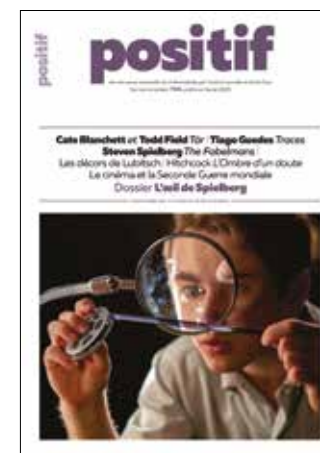 positif
positif
Cate Blanchett et Todd Field Tár / Tiago Guedes Traces
Steven Spielberg The Fabelmans
Les décors de Lubitsch / Hitchcock L'Ombre d'un doute
Le cinéma et la Seconde Guerre mondiale
Dossier L'œil de Spielberg